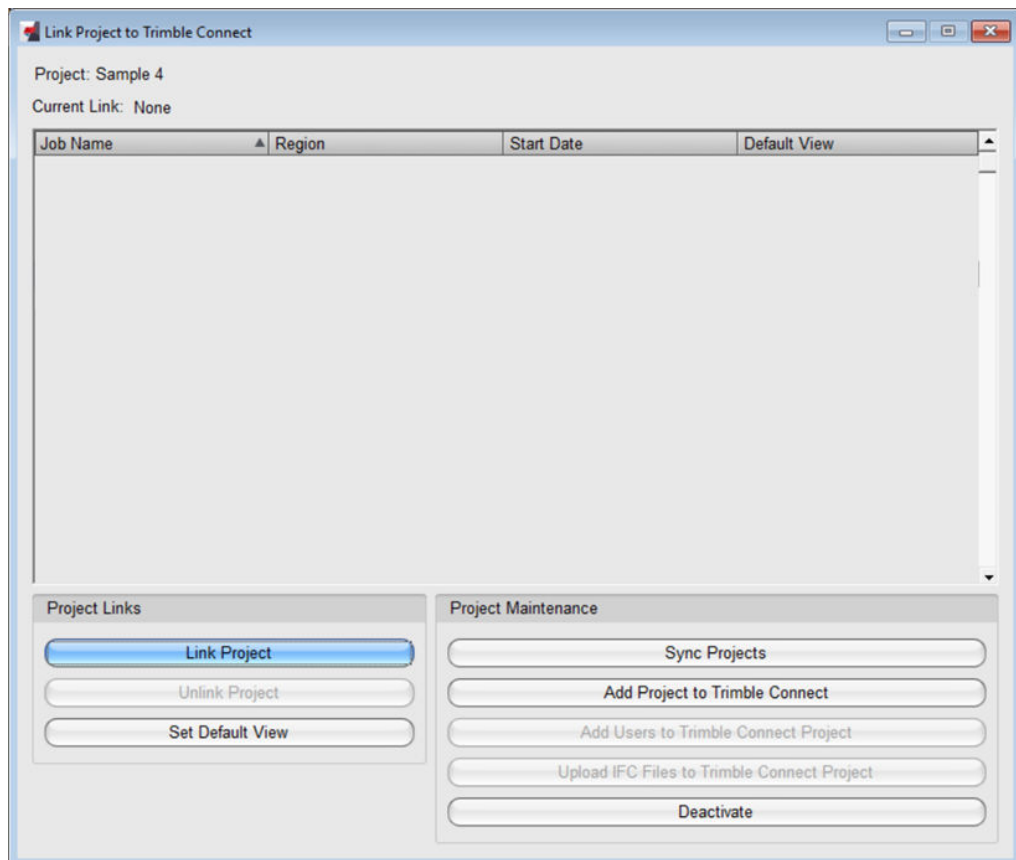 Link Project to Trimble Connect
Project: Sample 4
Current Link: None
Job Name Region Start Date Default View
Project Links
Link Project
Unlink Project
Set Default View
Project Maintenance
Sync Projects
Add Project to Trimble Connect
Add Users to Trimble Connect Project
Upload IFC Files to Trimble Connect Project
Deactivate